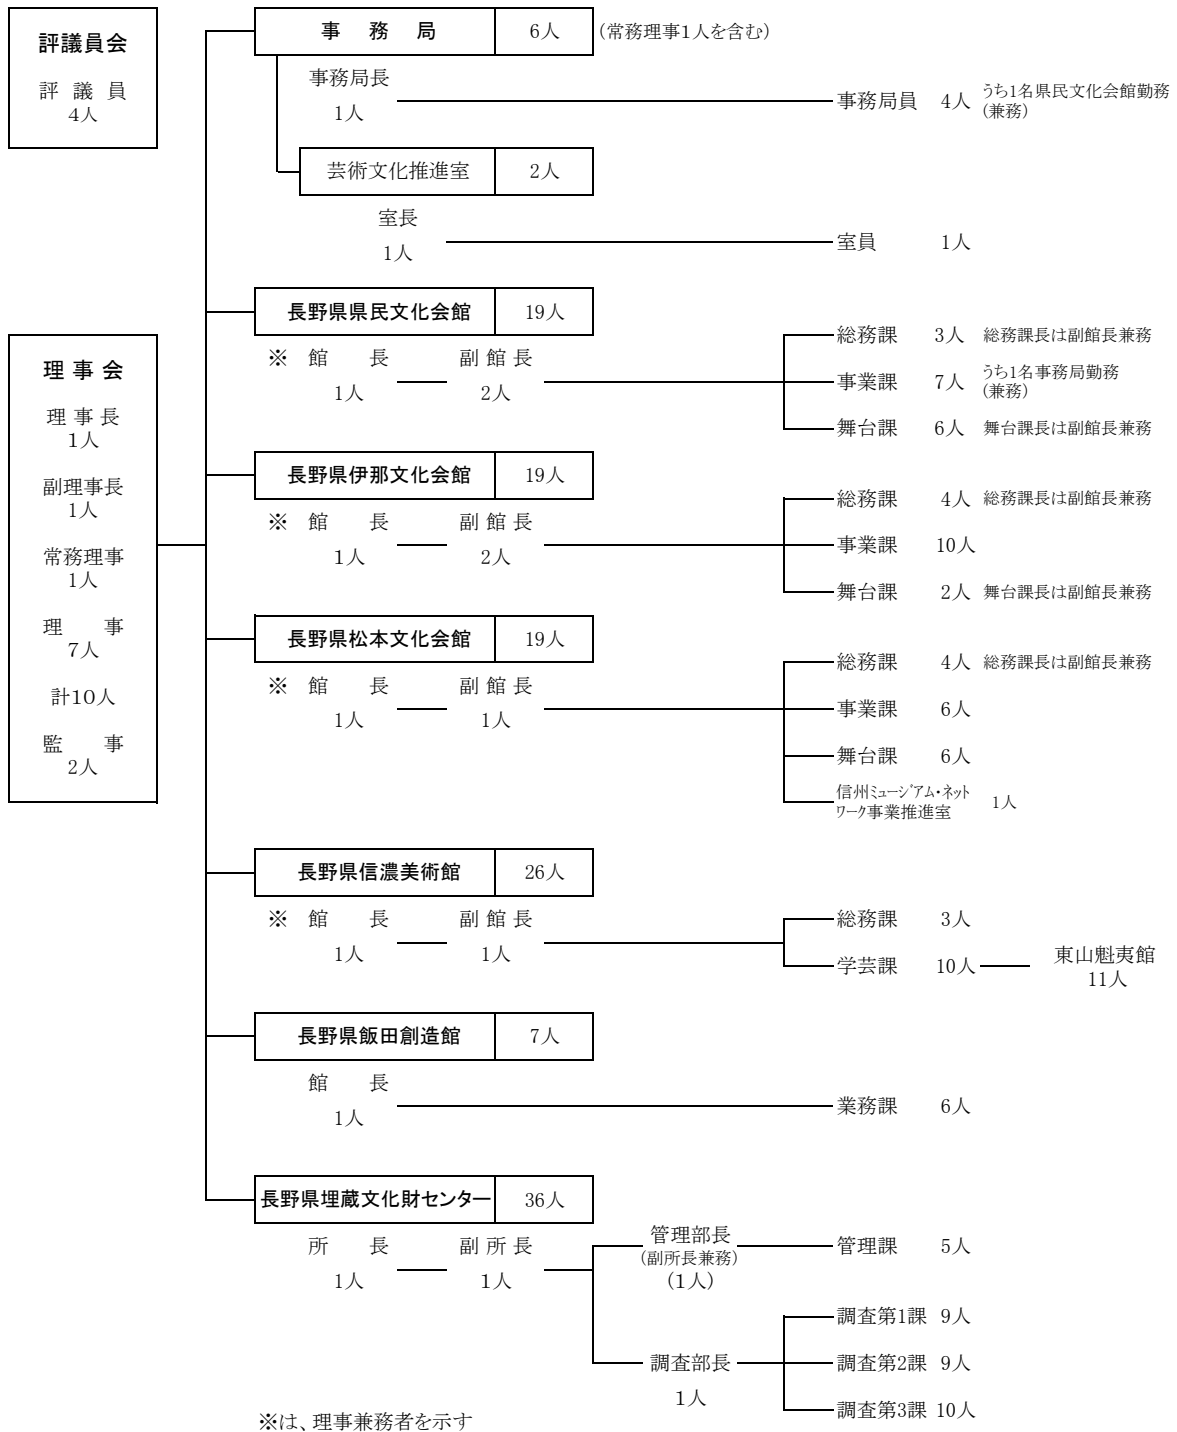 評議員会
評 議 員
4人
理 事 会
理 事 長
1人
副理事長
1人
常務理事
1人
理 事
7人
計10人
監 事
2人
事 務 局 6人 (常務理事1人を含む)
事務局長
1人
事務局員 4人 うち1名県民文化会館勤務
(兼務)
芸術文化推進室 2人
室長
1人
室員 1人
長野県県民文化会館 19人
※ 館 長 副 館 長
1人 2人
総務課 3人 総務課長は副館長兼務
事業課 7人 うち1名事務局勤務
(兼務)
舞台課 6人 舞台課長は副館長兼務
長野県伊那文化会館 19人
※ 館 長 副 館 長
1人 2人
総務課 4人 総務課長は副館長兼務
事業課 10人
舞台課 2人 舞台課長は副館長兼務
長野県松本文化会館 19人
※ 館 長 副 館 長
1人 1人
総務課 4人 総務課長は副館長兼務
事業課 6人
舞台課 6人
信州ミュージアム・ネット
ワーク事業推進室 1人
長野県信濃美術館 26人
※ 館 長 副 館 長
1人 1人
総務課 3人
学芸課 10人 東山魁夷館
11人
長野県飯田創造館 7人
館 長
1人
業務課 6人
長野県埋蔵文化財センター 36人
所 長 副 所 長
1人 1人
管理部長
(副所長兼務)
(1人)
管理課 5人
調査部長
1人
調査第1課 9人
調査第2課 9人
調査第3課 10人
※は、理事兼務者を示す